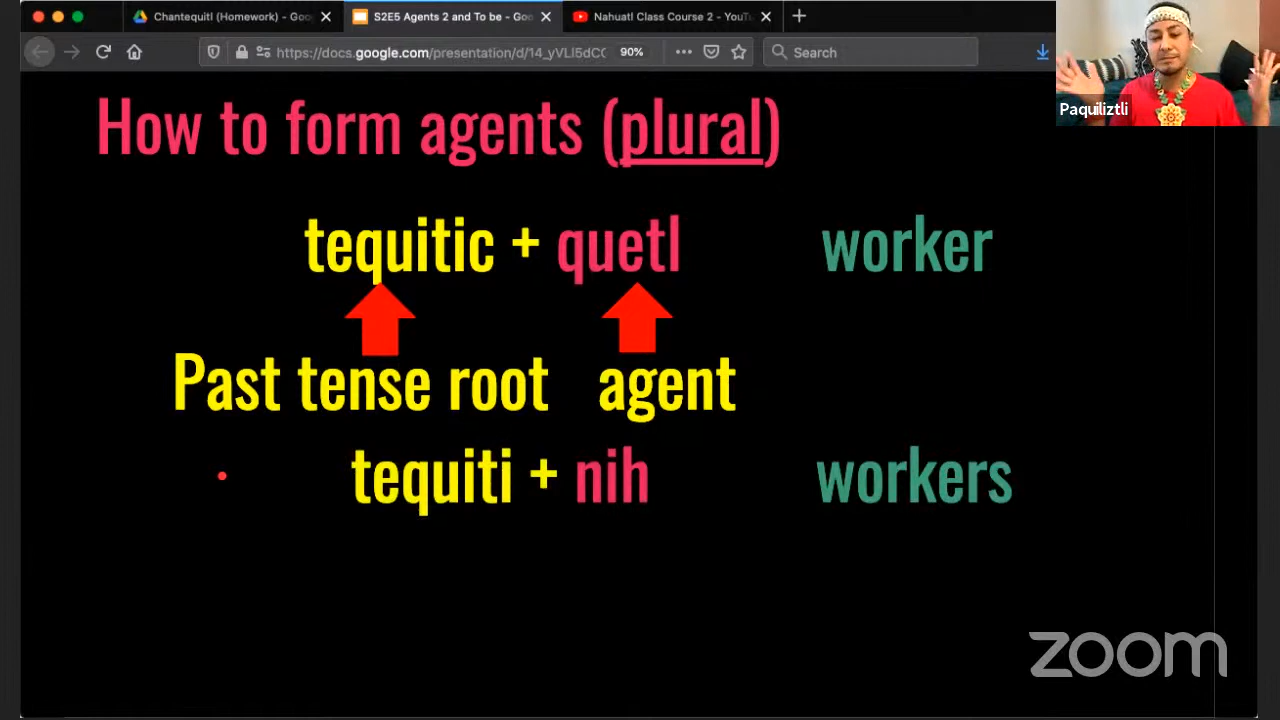 Chantequitl (Homework) - Goo
S2E5 Agents 2 and To be - Goo
Nahuatl Class Course 2 - YouTu
https://docs.google.com/presentation/d/14_yVLl5dC
90%
Search
Paquiliztli
How to form agents (plural)
tequitic + quetl worker
Past tense root agent
tequiti + nih workers
zoom